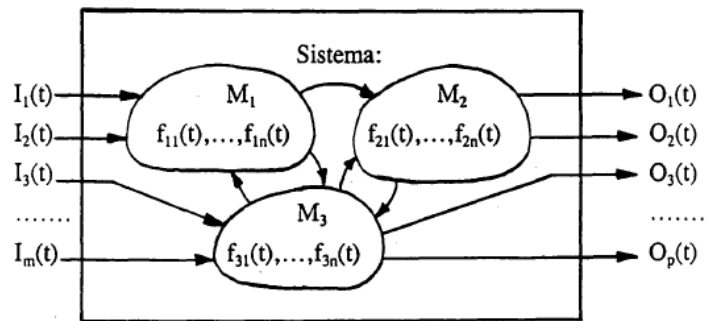 Sistema:
I₁(t) M₁ M₂ O₁(t)
I₂(t) f₁₁(t),…,f₁ₙ(t) f₂₁(t),…,f₂ₙ(t) O₂(t)
I₃(t) O₃(t)
....... M₃ .......
Iₘ(t) f₃₁(t),…,f₃ₙ(t) Oₚ(t)